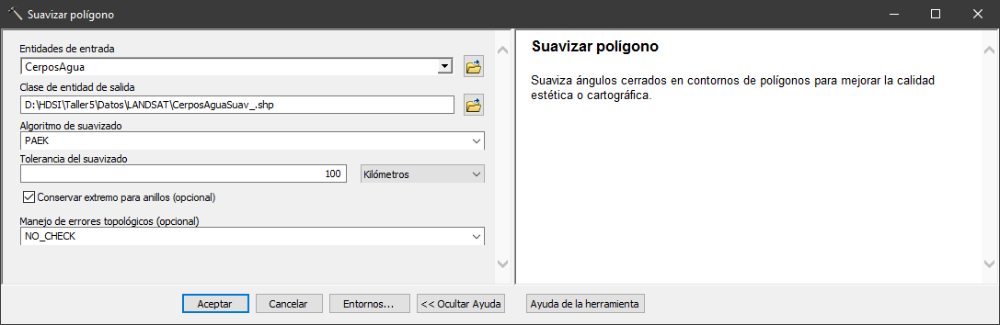 Suavizar polígono
Entidades de entrada
CerposAgua
Clase de entidad de salida
D:\HDSI\Taller5\Datos\LANDSAT\CerposAguaSuav_.shp
Algoritmo de suavizado
PAEK
Tolerancia del suavizado
100 Kilómetros
Conservar extremo para anillos (opcional)
Manejo de errores topológicos (opcional)
NO_CHECK
Suavizar polígono
Suaviza ángulos cerrados en contornos de polígonos para mejorar la calidad
estética o cartográfica.
Aceptar Cancelar Entornos... << Ocultar Ayuda Ayuda de la herramienta